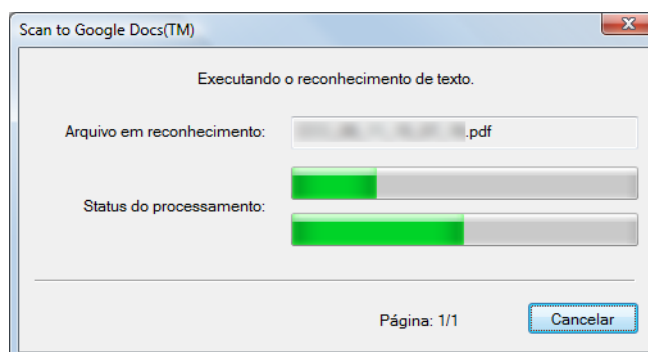 Scan to Google Docs(TM)
Executando o reconhecimento de texto.
Arquivo em reconhecimento: .pdf
Status do processamento:
Página: 1/1 Cancelar